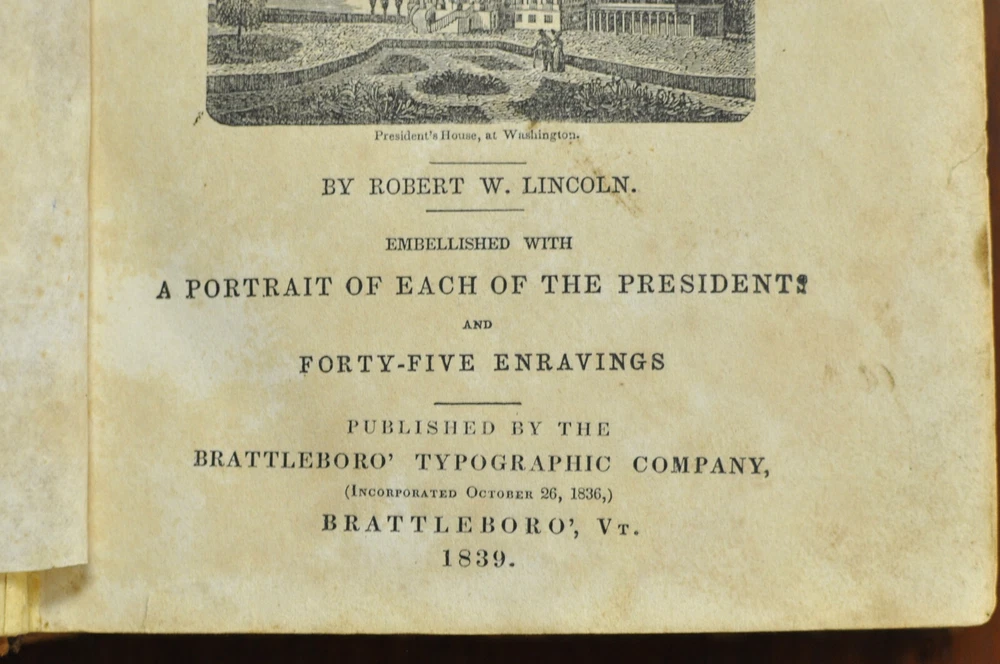 President's House, at Washington.
BY ROBERT W. LINCOLN.
EMBELLISHED WITH
A PORTRAIT OF EACH OF THE PRESIDENTS
AND
FORTY-FIVE ENRAVINGS
PUBLISHED BY THE
BRATTLEBORO' TYPOGRAPHIC COMPANY,
(INCORPORATED OCTOBER 26, 1836,)
BRATTLEBORO', VT.
1839.